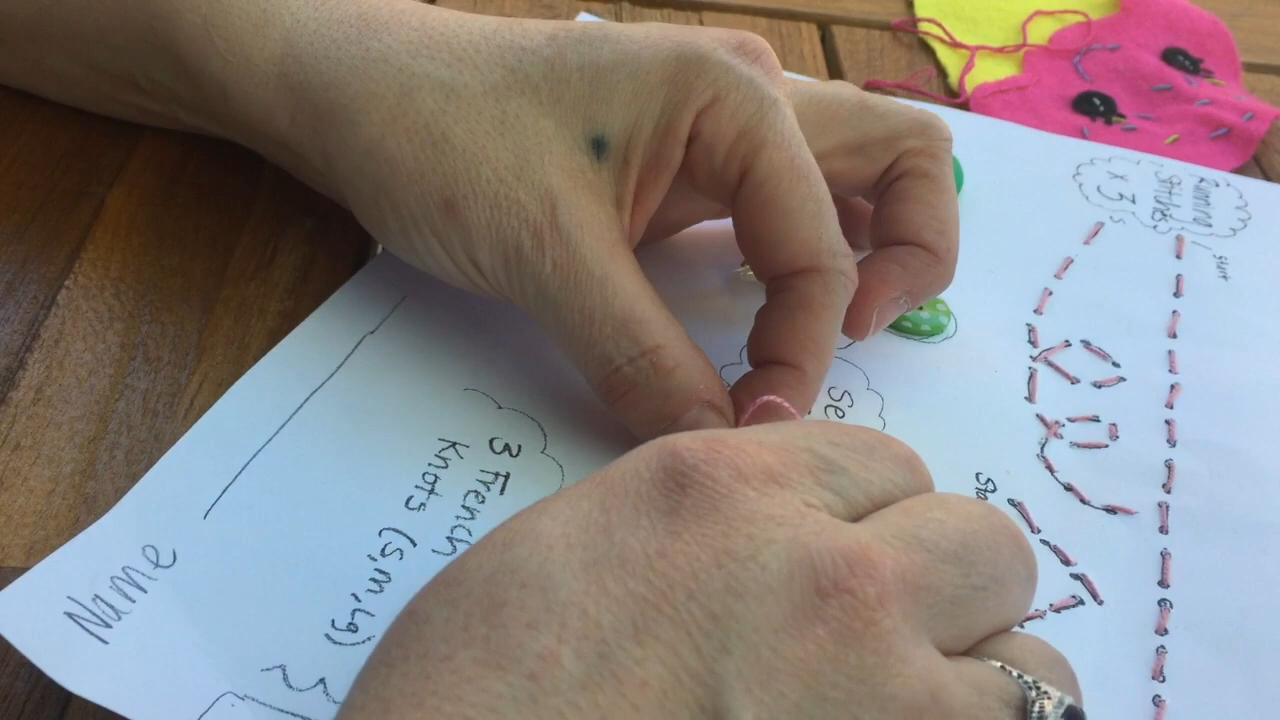 Running
Stitches
x 3's
start
3 French
Knots (s,m,Lg)
Name